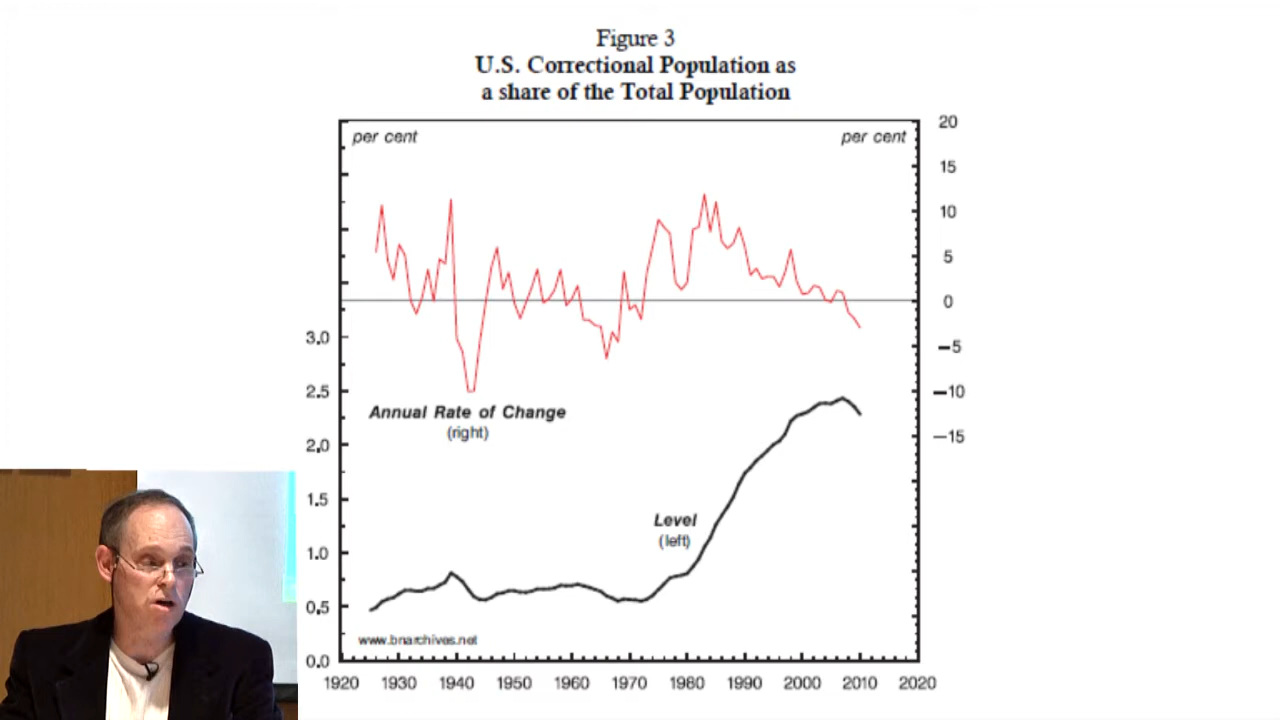 Figure 3
U.S. Correctional Population as
a share of the Total Population
per cent
per cent
20
15
10
5
0
−5
−10
−15
3.0
2.5
2.0
1.5
1.0
0.5
0.0
Annual Rate of Change
(right)
Level
(left)
www.bnarchives.net
1920 1930 1940 1950 1960 1970 1980 1990 2000 2010 2020